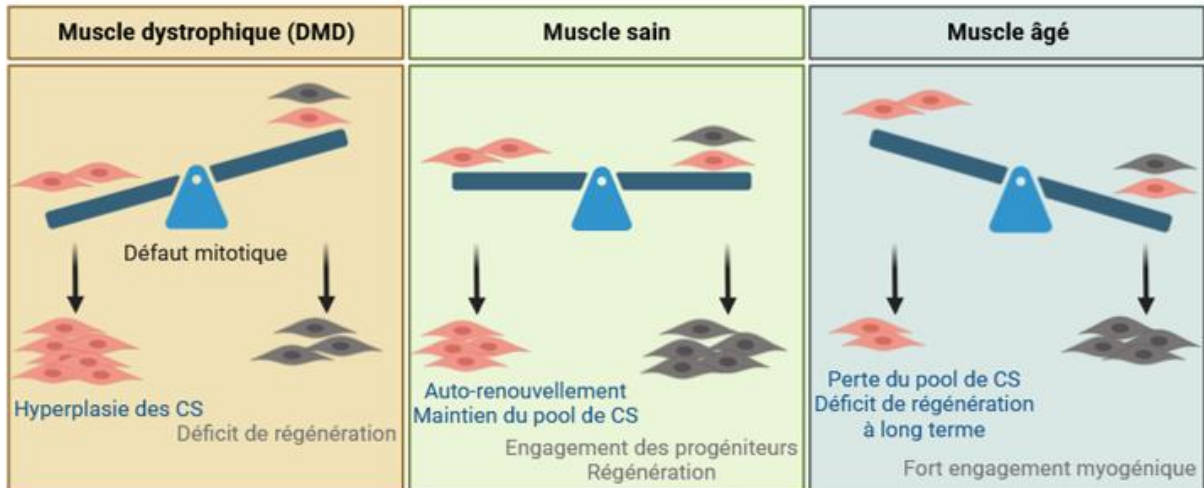 Muscle dystrophique (DMD)
Défaut mitotique
Hyperplasie des CS
Déficit de régénération
Muscle sain
Auto-renouvellement
Maintien du pool de CS
Engagement des progéniteurs
Régénération
Muscle âgé
Perte du pool de CS
Déficit de régénération
à long terme
Fort engagement myogénique